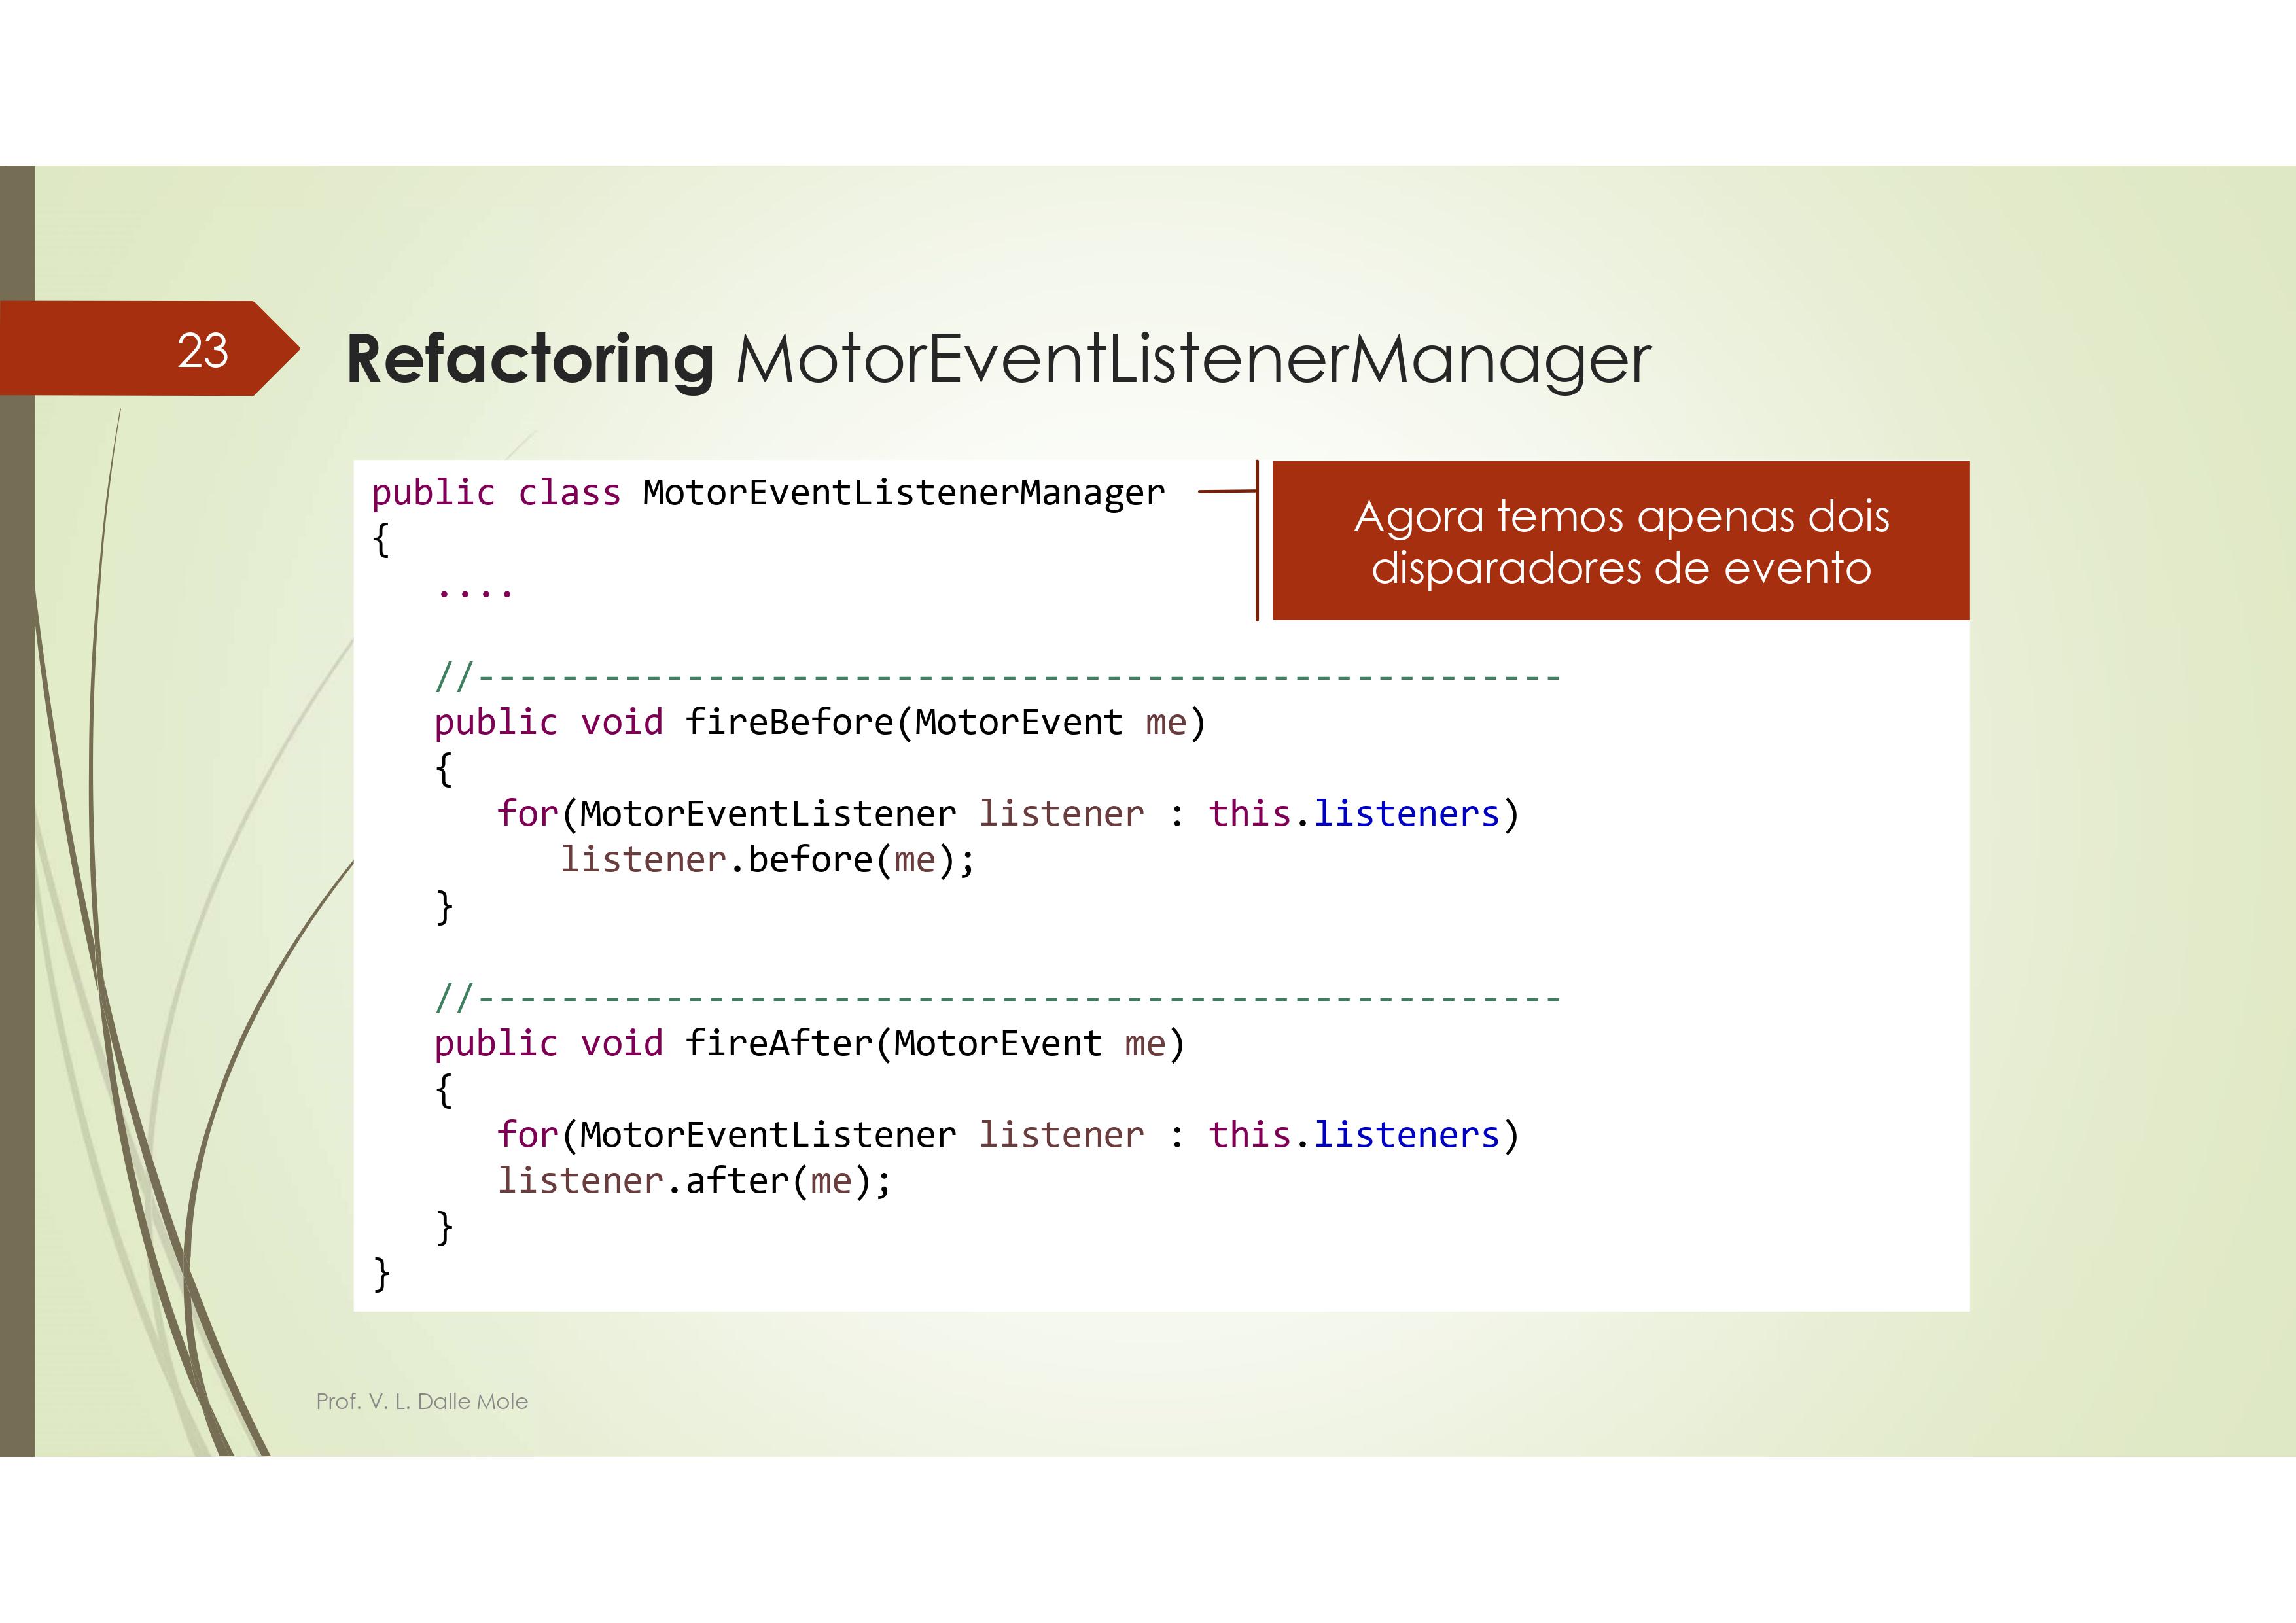 23
Refactoring MotorEventListenerManager
public class MotorEventListenerManager
{
....
Agora temos apenas dois
disparadores de evento
//----------------------------------------------------
public void fireBefore(MotorEvent me)
{
for(MotorEventListener listener : this.listeners)
listener.before(me);
}
//----------------------------------------------------
public void fireAfter(MotorEvent me)
{
for(MotorEventListener listener : this.listeners)
listener.after(me);
}
}
Prof. V. L. Dalle Mole